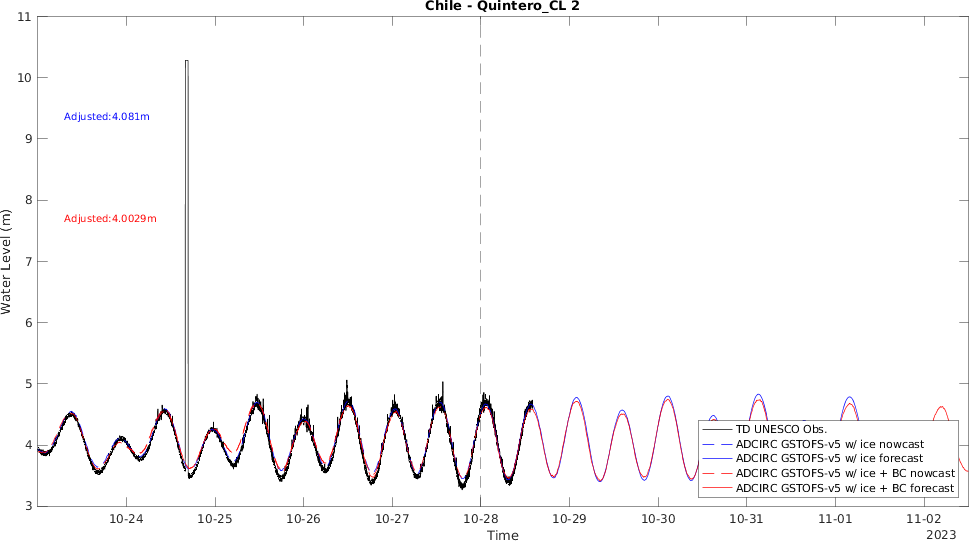 Chile - Quintero_CL 2
11
10
9
8
7
6
5
4
3
Water Level (m)
Adjusted:4.081m
Adjusted:4.0029m
TD UNESCO Obs.
ADCIRC GSTOFS-v5 w/ ice nowcast
ADCIRC GSTOFS-v5 w/ ice forecast
ADCIRC GSTOFS-v5 w/ ice + BC nowcast
ADCIRC GSTOFS-v5 w/ ice + BC forecast
10-24 10-25 10-26 10-27 10-28 10-29 10-30 10-31 11-01 11-02
Time
2023